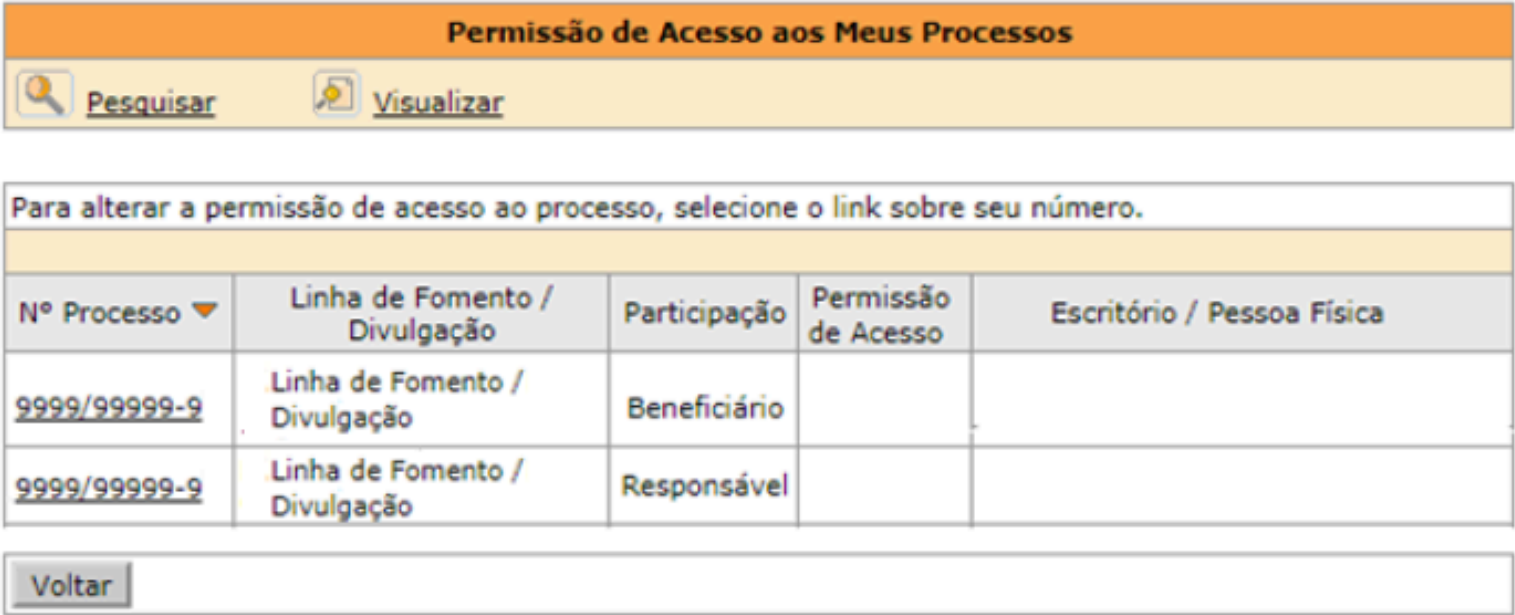 Permissão de Acesso aos Meus Processos
Pesquisar Visualizar
Para alterar a permissão de acesso ao processo, selecione o link sobre seu número.
Nº Processo Linha de Fomento / Divulgação Participação Permissão de Acesso Escritório / Pessoa Física
9999/99999-9 Linha de Fomento / Divulgação Beneficiário
9999/99999-9 Linha de Fomento / Divulgação Responsável
Voltar